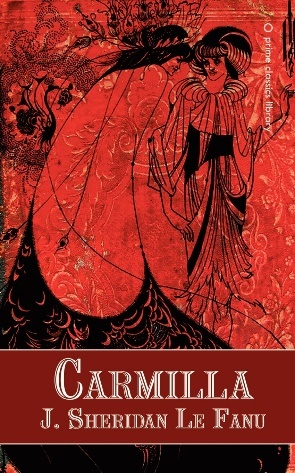 prime classics library
CARMILLA
J. SHERIDAN LE FANU